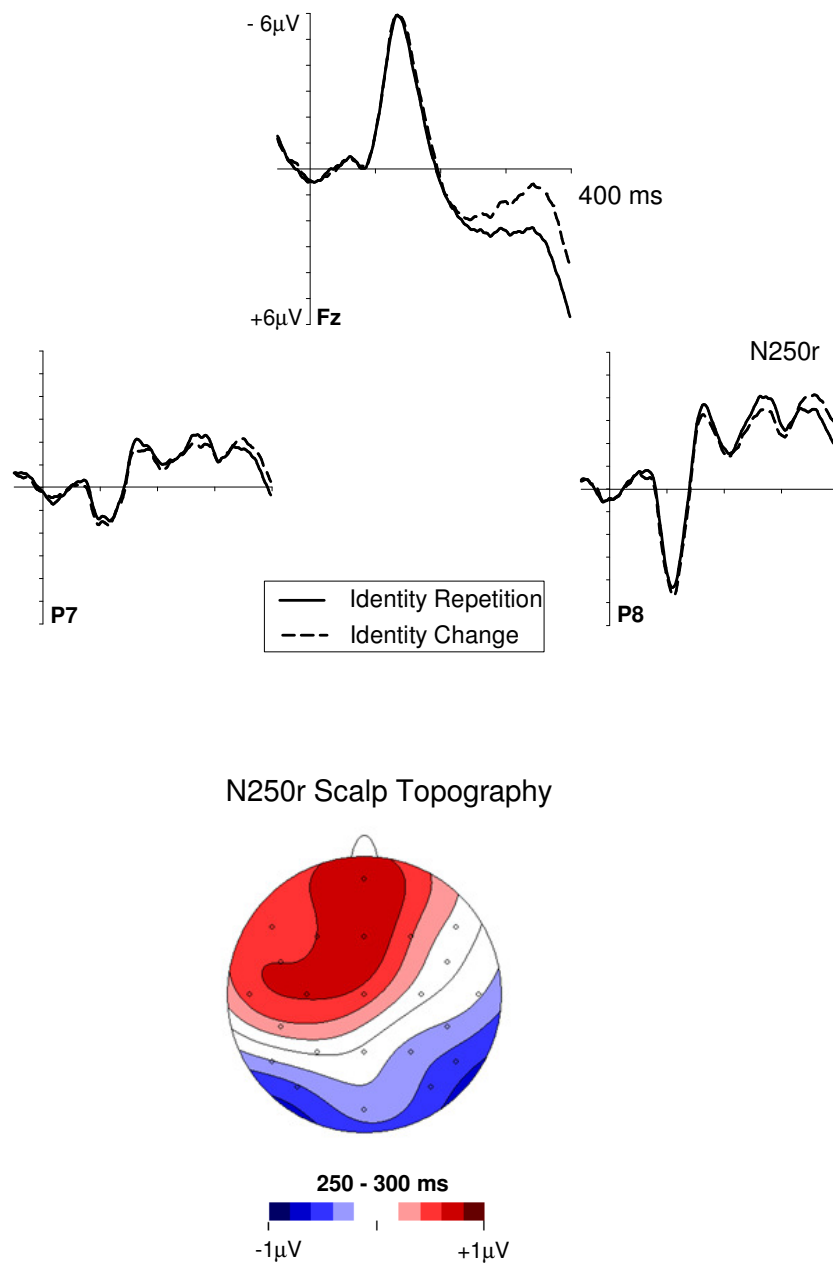 - 6μV
400 ms
+6μV Fz
N250r
P7
P8
Identity Repetition
Identity Change
N250r Scalp Topography
250 - 300 ms
-1μV
+1μV